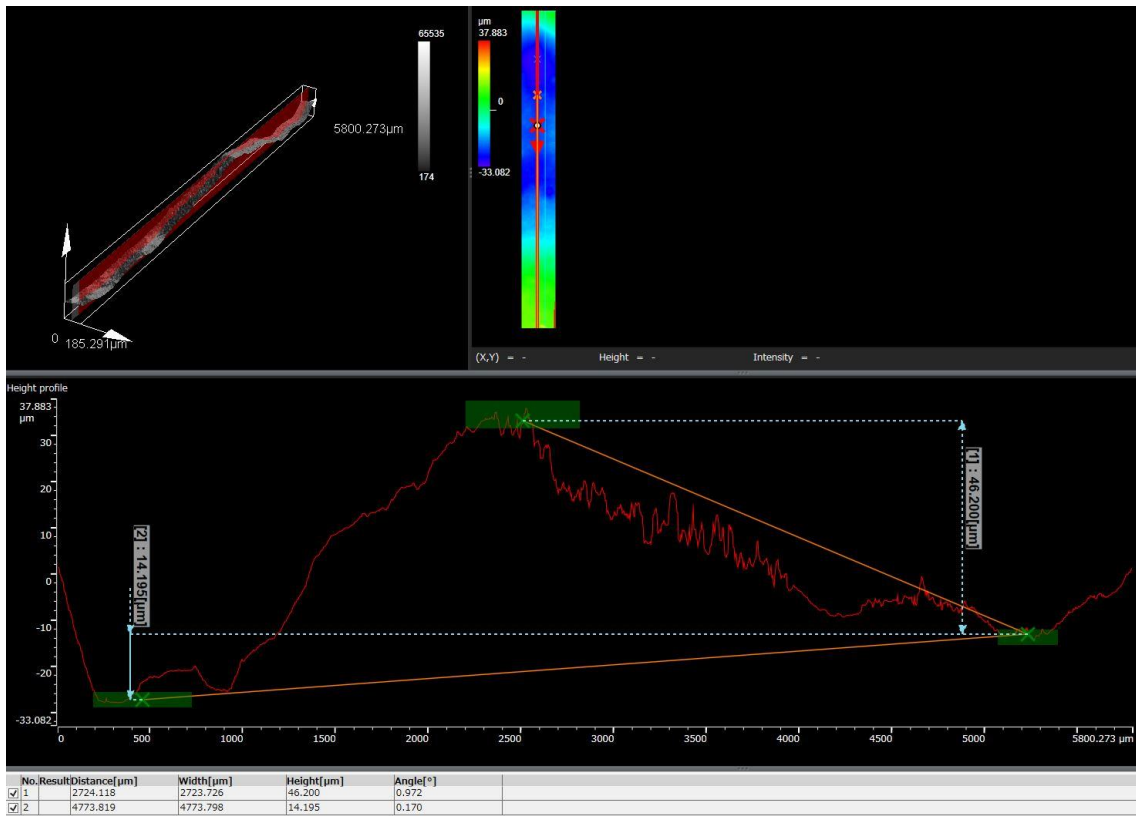 65535
5800.273µm
174
0
185.291µm
µm
37.883
0
-33.082
(X,Y) = -
Height = -
Intensity = -
Height profile
37.883
µm
30
20
10
0
-10
-20
-33.082
[1] : 46.200[µm]
[2] : 14.195[µm]
0
500
1000
1500
2000
2500
3000
3500
4000
4500
5000
5800.273 µm
No. Result Distance[µm] Width[µm] Height[µm] Angle[°]
1 2724.118 2723.726 46.200 0.972
2 4773.819 4773.798 14.195 0.170